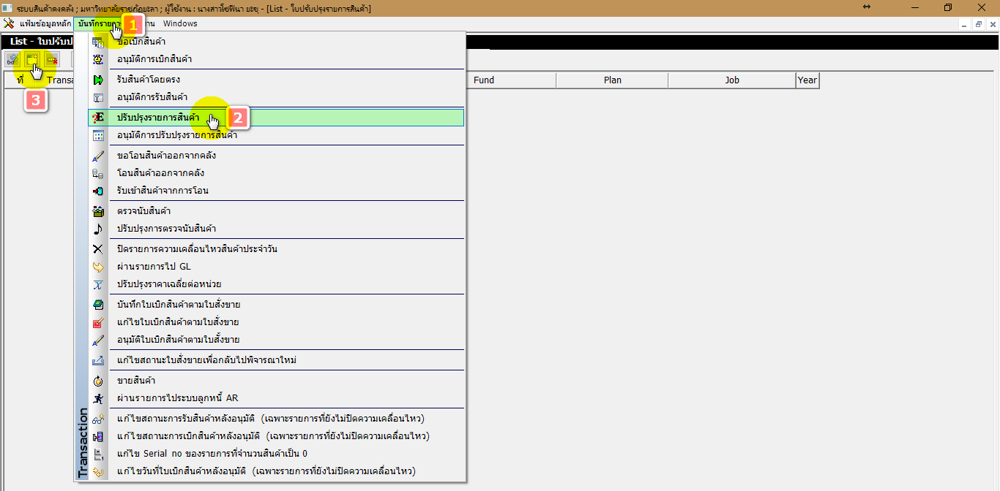 ระบบสินค้าคงคลัง ; มหาวิทยาลัยราชภัฏยะลา ; ผู้ใช้งาน : นางสาวโซฟีนา ยะซู - [List - ใบปรับปรุงรายการสินค้า]
แฟ้มข้อมูลหลัก บันทึกรายการ 1 Windows
List - ใบปรับป
3
ที่ Transa Fund Plan Job Year
ขอเบิกสินค้า
อนุมัติการเบิกสินค้า
รับสินค้าโดยตรง
อนุมัติการรับสินค้า
ปรับปรุงรายการสินค้า 2
อนุมัติการปรับปรุงรายการสินค้า
ขอโอนสินค้าออกจากคลัง
โอนสินค้าออกจากคลัง
รับเข้าสินค้าจากการโอน
ตรวจนับสินค้า
ปรับปรุงการตรวจนับสินค้า
ปิดรายการความเคลื่อนไหวสินค้าประจำวัน
ผ่านรายการไป GL
ปรับปรุงราคาเฉลี่ยต่อหน่วย
บันทึกใบเบิกสินค้าตามใบสั่งขาย
แก้ไขใบเบิกสินค้าตามใบสั่งขาย
อนุมัติใบเบิกสินค้าตามใบสั่งขาย
แก้ไขสถานะใบสั่งขายเพื่อกลับไปพิจารณาใหม่
ขายสินค้า
ผ่านรายการไประบบลูกหนี้ AR
แก้ไขสถานะการรับสินค้าหลังอนุมัติ (เฉพาะรายการที่ยังไม่ปิดความเคลื่อนไหว)
แก้ไขสถานะการเบิกสินค้าหลังอนุมัติ (เฉพาะรายการที่ยังไม่ปิดความเคลื่อนไหว)
แก้ไข Serial no ของรายการที่จำนวนสินค้าเป็น 0
แก้ไขวันที่ใบเบิกสินค้าหลังอนุมัติ (เฉพาะรายการที่ยังไม่ปิดความเคลื่อนไหว)
Transaction